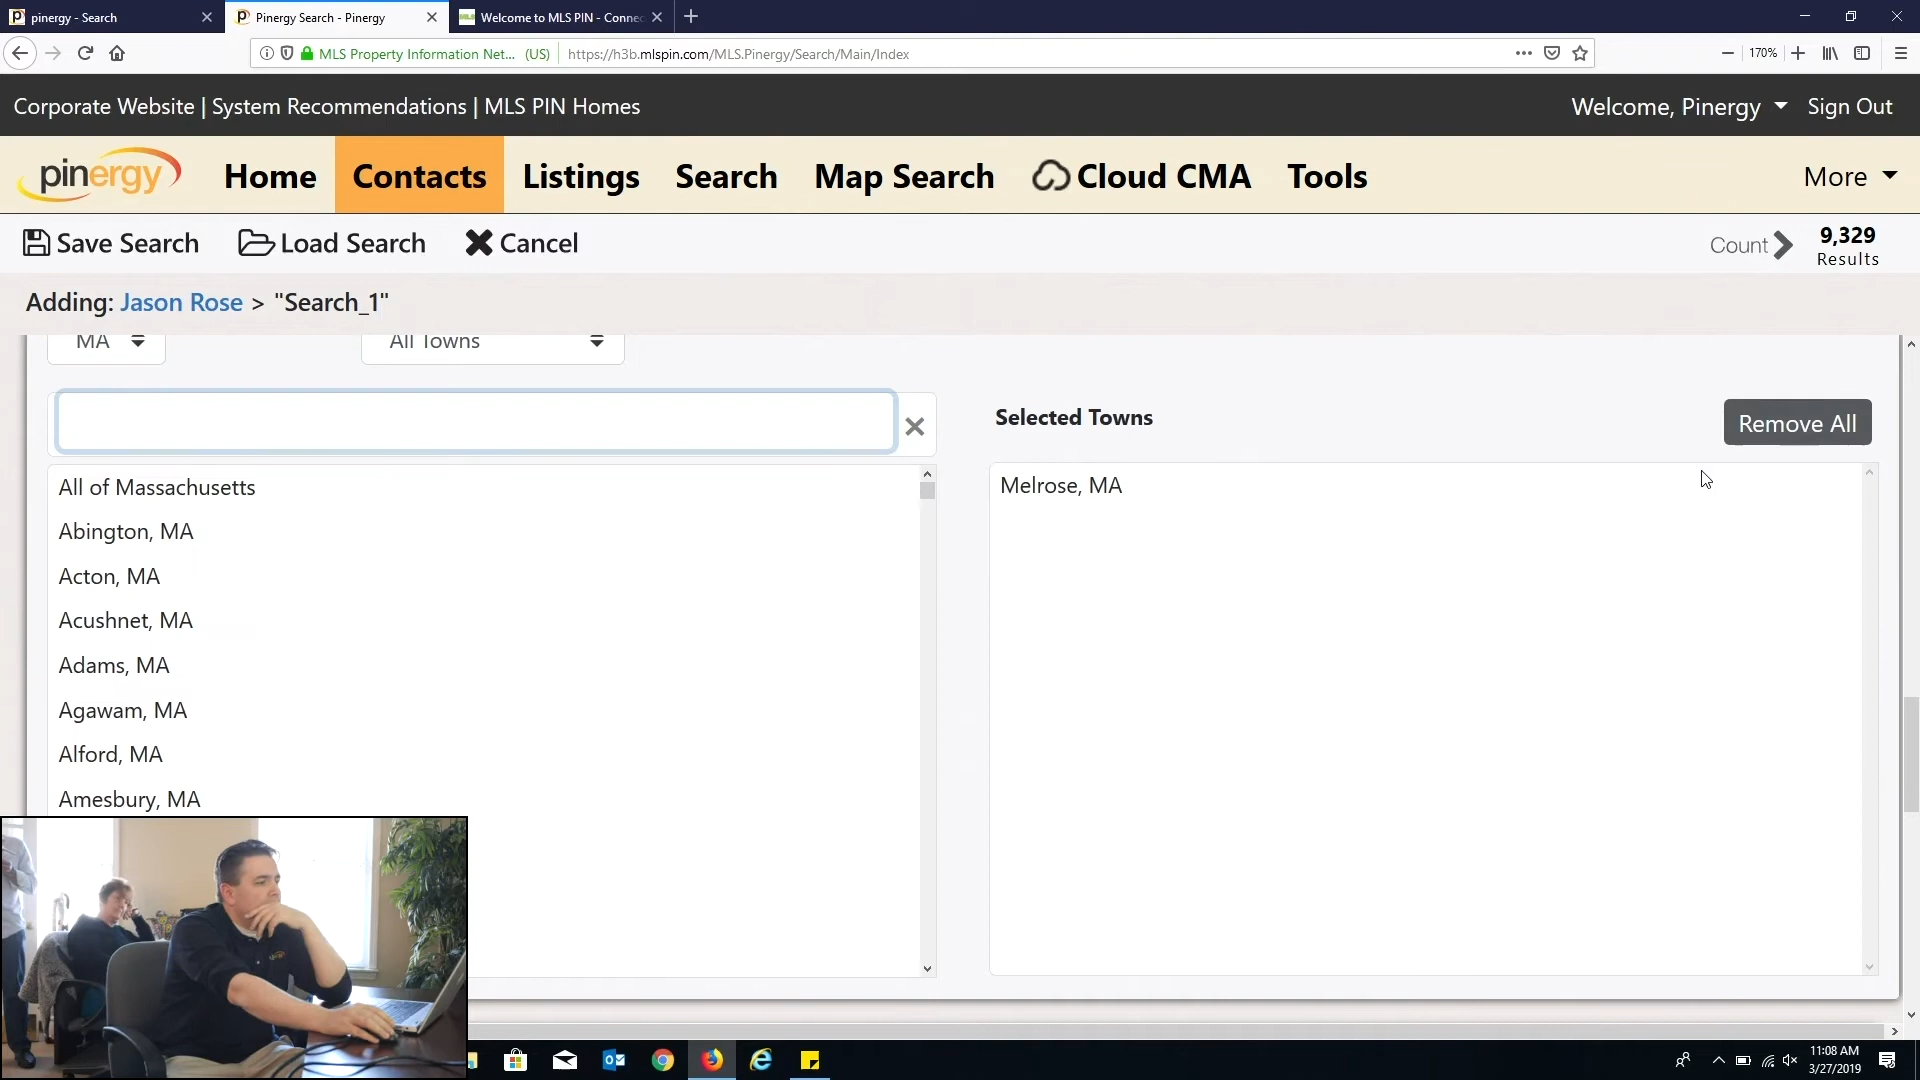 pinergy - Search
Pinergy Search - Pinergy
Welcome to MLS PIN - Connec
MLS Property Information Net... (US)
https://h3b.mlspin.com/MLS.Pinergy/Search/Main/Index
170%
Corporate Website | System Recommendations | MLS PIN Homes
Welcome, Pinergy
Sign Out
pinergy
Home
Contacts
Listings
Search
Map Search
Cloud CMA
Tools
More
Save Search
Load Search
Cancel
Count
9,329
Results
Adding: Jason Rose > "Search_1"
MA
All Towns
Selected Towns
Remove All
All of Massachusetts
Abington, MA
Acton, MA
Acushnet, MA
Adams, MA
Agawam, MA
Alford, MA
Amesbury, MA
Melrose, MA
11:08 AM
3/27/2019